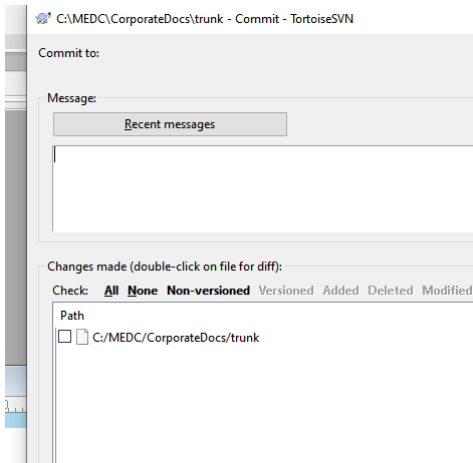 C:\MEDC\CorporateDocs\trunk - Commit - TortoiseSVN
Commit to:
Message:
Recent messages
Changes made (double-click on file for diff):
Check: All None Non-versioned Versioned Added Deleted Modified
Path
C:/MEDC/CorporateDocs/trunk